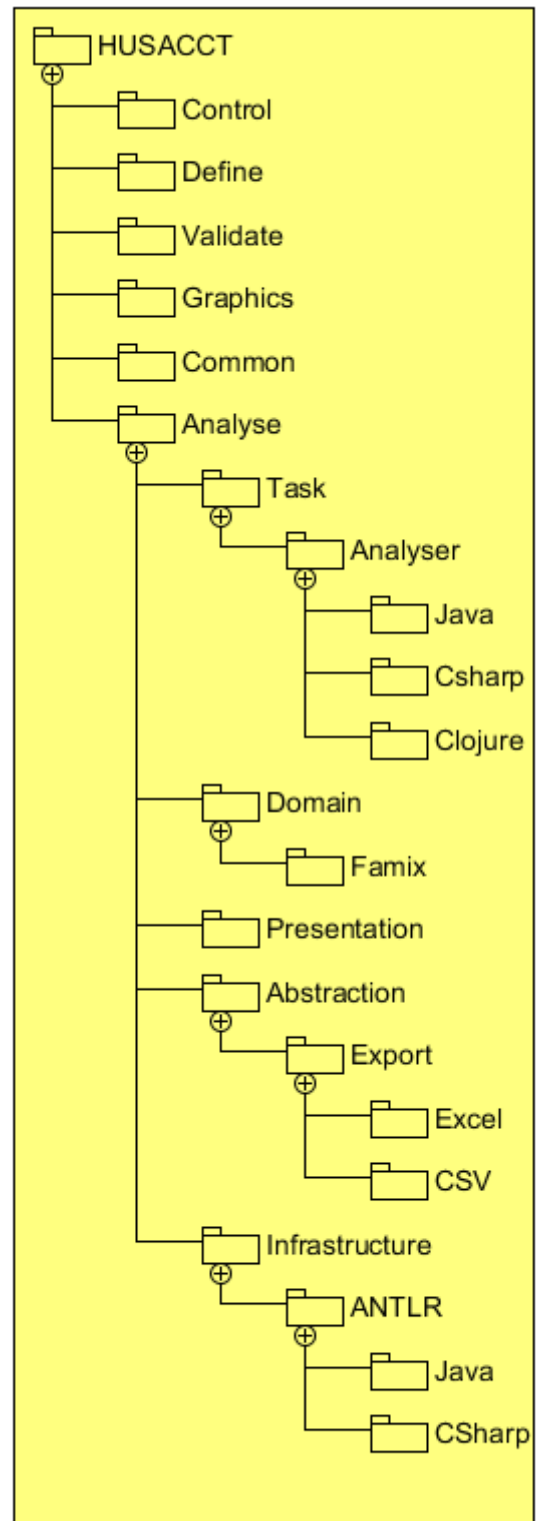 HUSACCT
Control
Define
Validate
Graphics
Common
Analyse
Task
Analyser
Java
Csharp
Clojure
Domain
Famix
Presentation
Abstraction
Export
Excel
CSV
Infrastructure
ANTLR
Java
CSharp